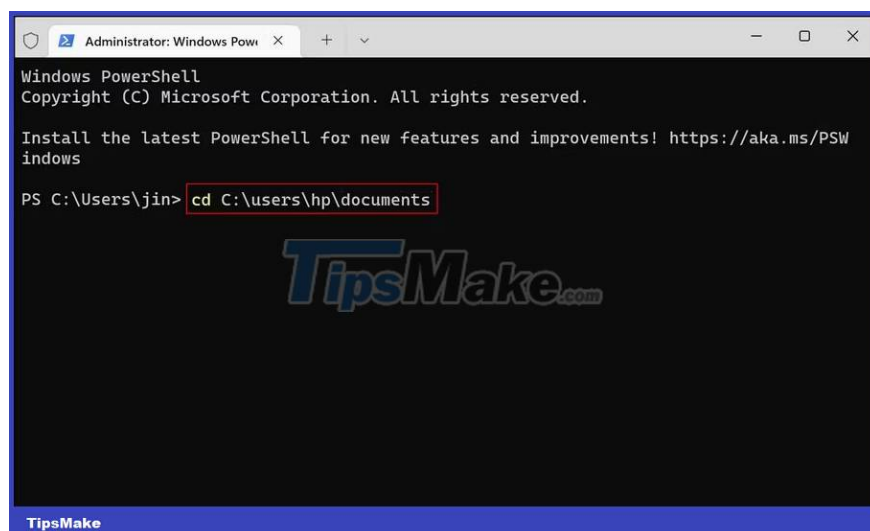 Administrator: Windows Powe
Windows PowerShell
Copyright (C) Microsoft Corporation. All rights reserved.
Install the latest PowerShell for new features and improvements! https://aka.ms/PSW
indows
PS C:\Users\jin> cd C:\users\hp\documents
TipsMake.com
TipsMake